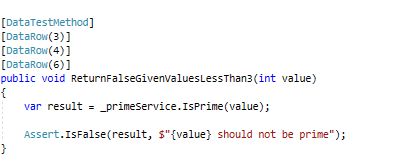 [DataTestMethod]
[DataRow(3)]
[DataRow(4)]
[DataRow(6)]
public void ReturnFalseGivenValuesLessThan3(int value)
{
var result = _primeService.IsPrime(value);
Assert.IsFalse(result, $"{value} should not be prime");
}